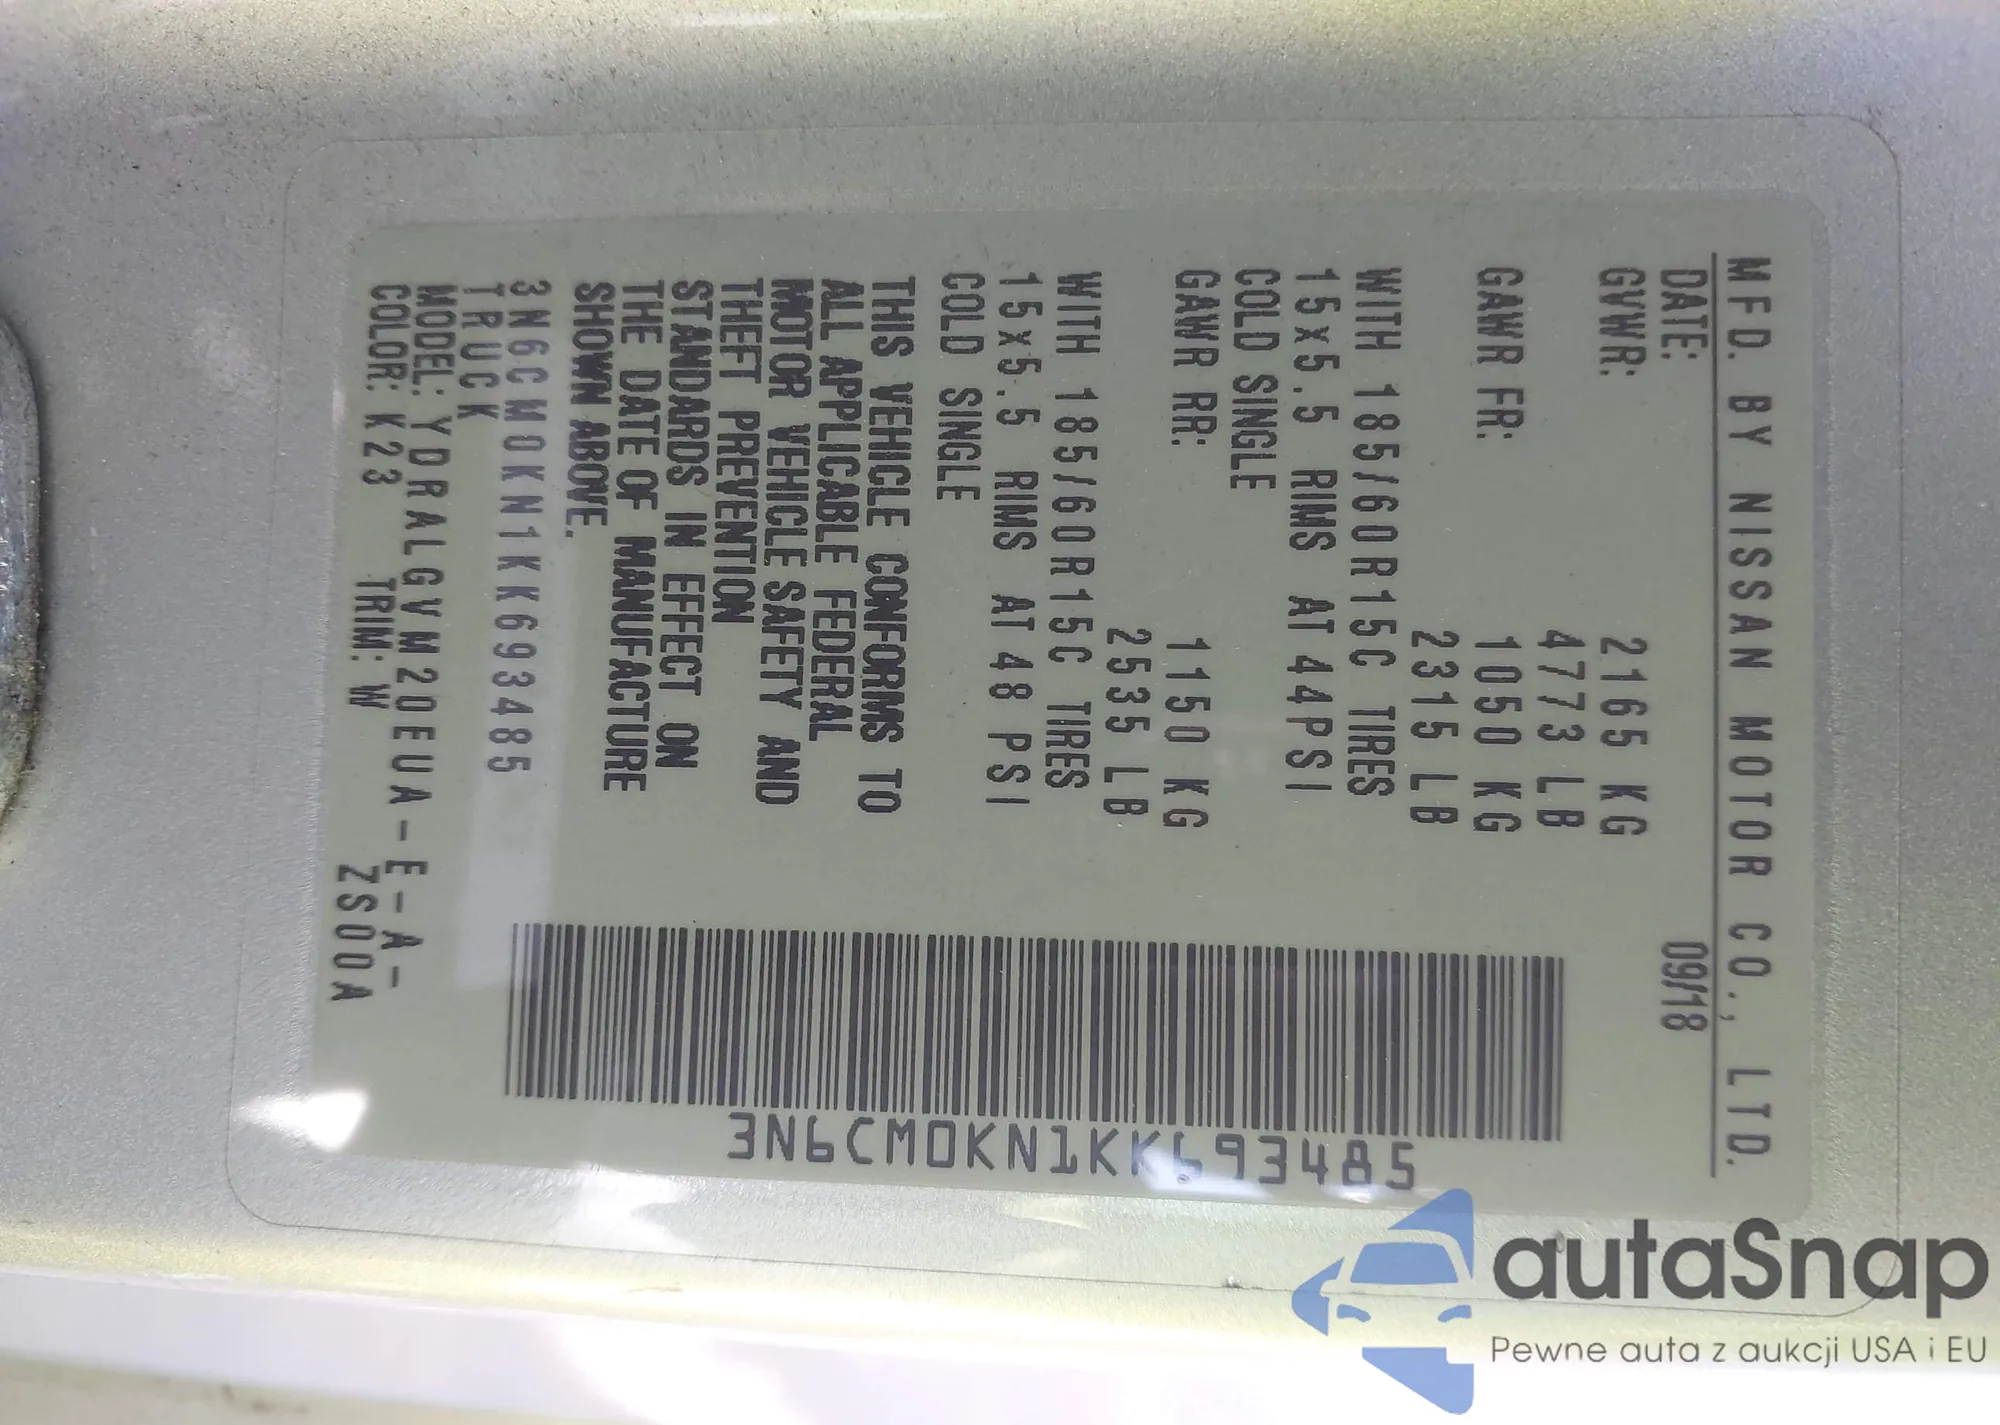 MFD. BY NISSAN MOTOR CO., LTD.
DATE: 09/18
GVWR: 2165 KG
4773 LB
GAWR FR: 1050 KG
2315 LB
WITH 185/60R15C TIRES
15x5.5 RIMS AT 44PSI
COLD SINGLE
GAWR RR: 1150 KG
2535 LB
WITH 185/60R15C TIRES
15x5.5 RIMS AT 48 PSI
COLD SINGLE
THIS VEHICLE CONFORMS TO
ALL APPLICABLE FEDERAL
MOTOR VEHICLE SAFETY AND
THEFT PREVENTION
STANDARDS IN EFFECT ON
THE DATE OF MANUFACTURE
SHOWN ABOVE.
3N6CM0KN1KK693485
TRUCK
MODEL: YDRALGVM20EUA-E-A-
COLOR: K23 TRIM: W ZS00A
3N6CM0KN1KK693485
autaSnap
Pewne auta z aukcji USA i EU